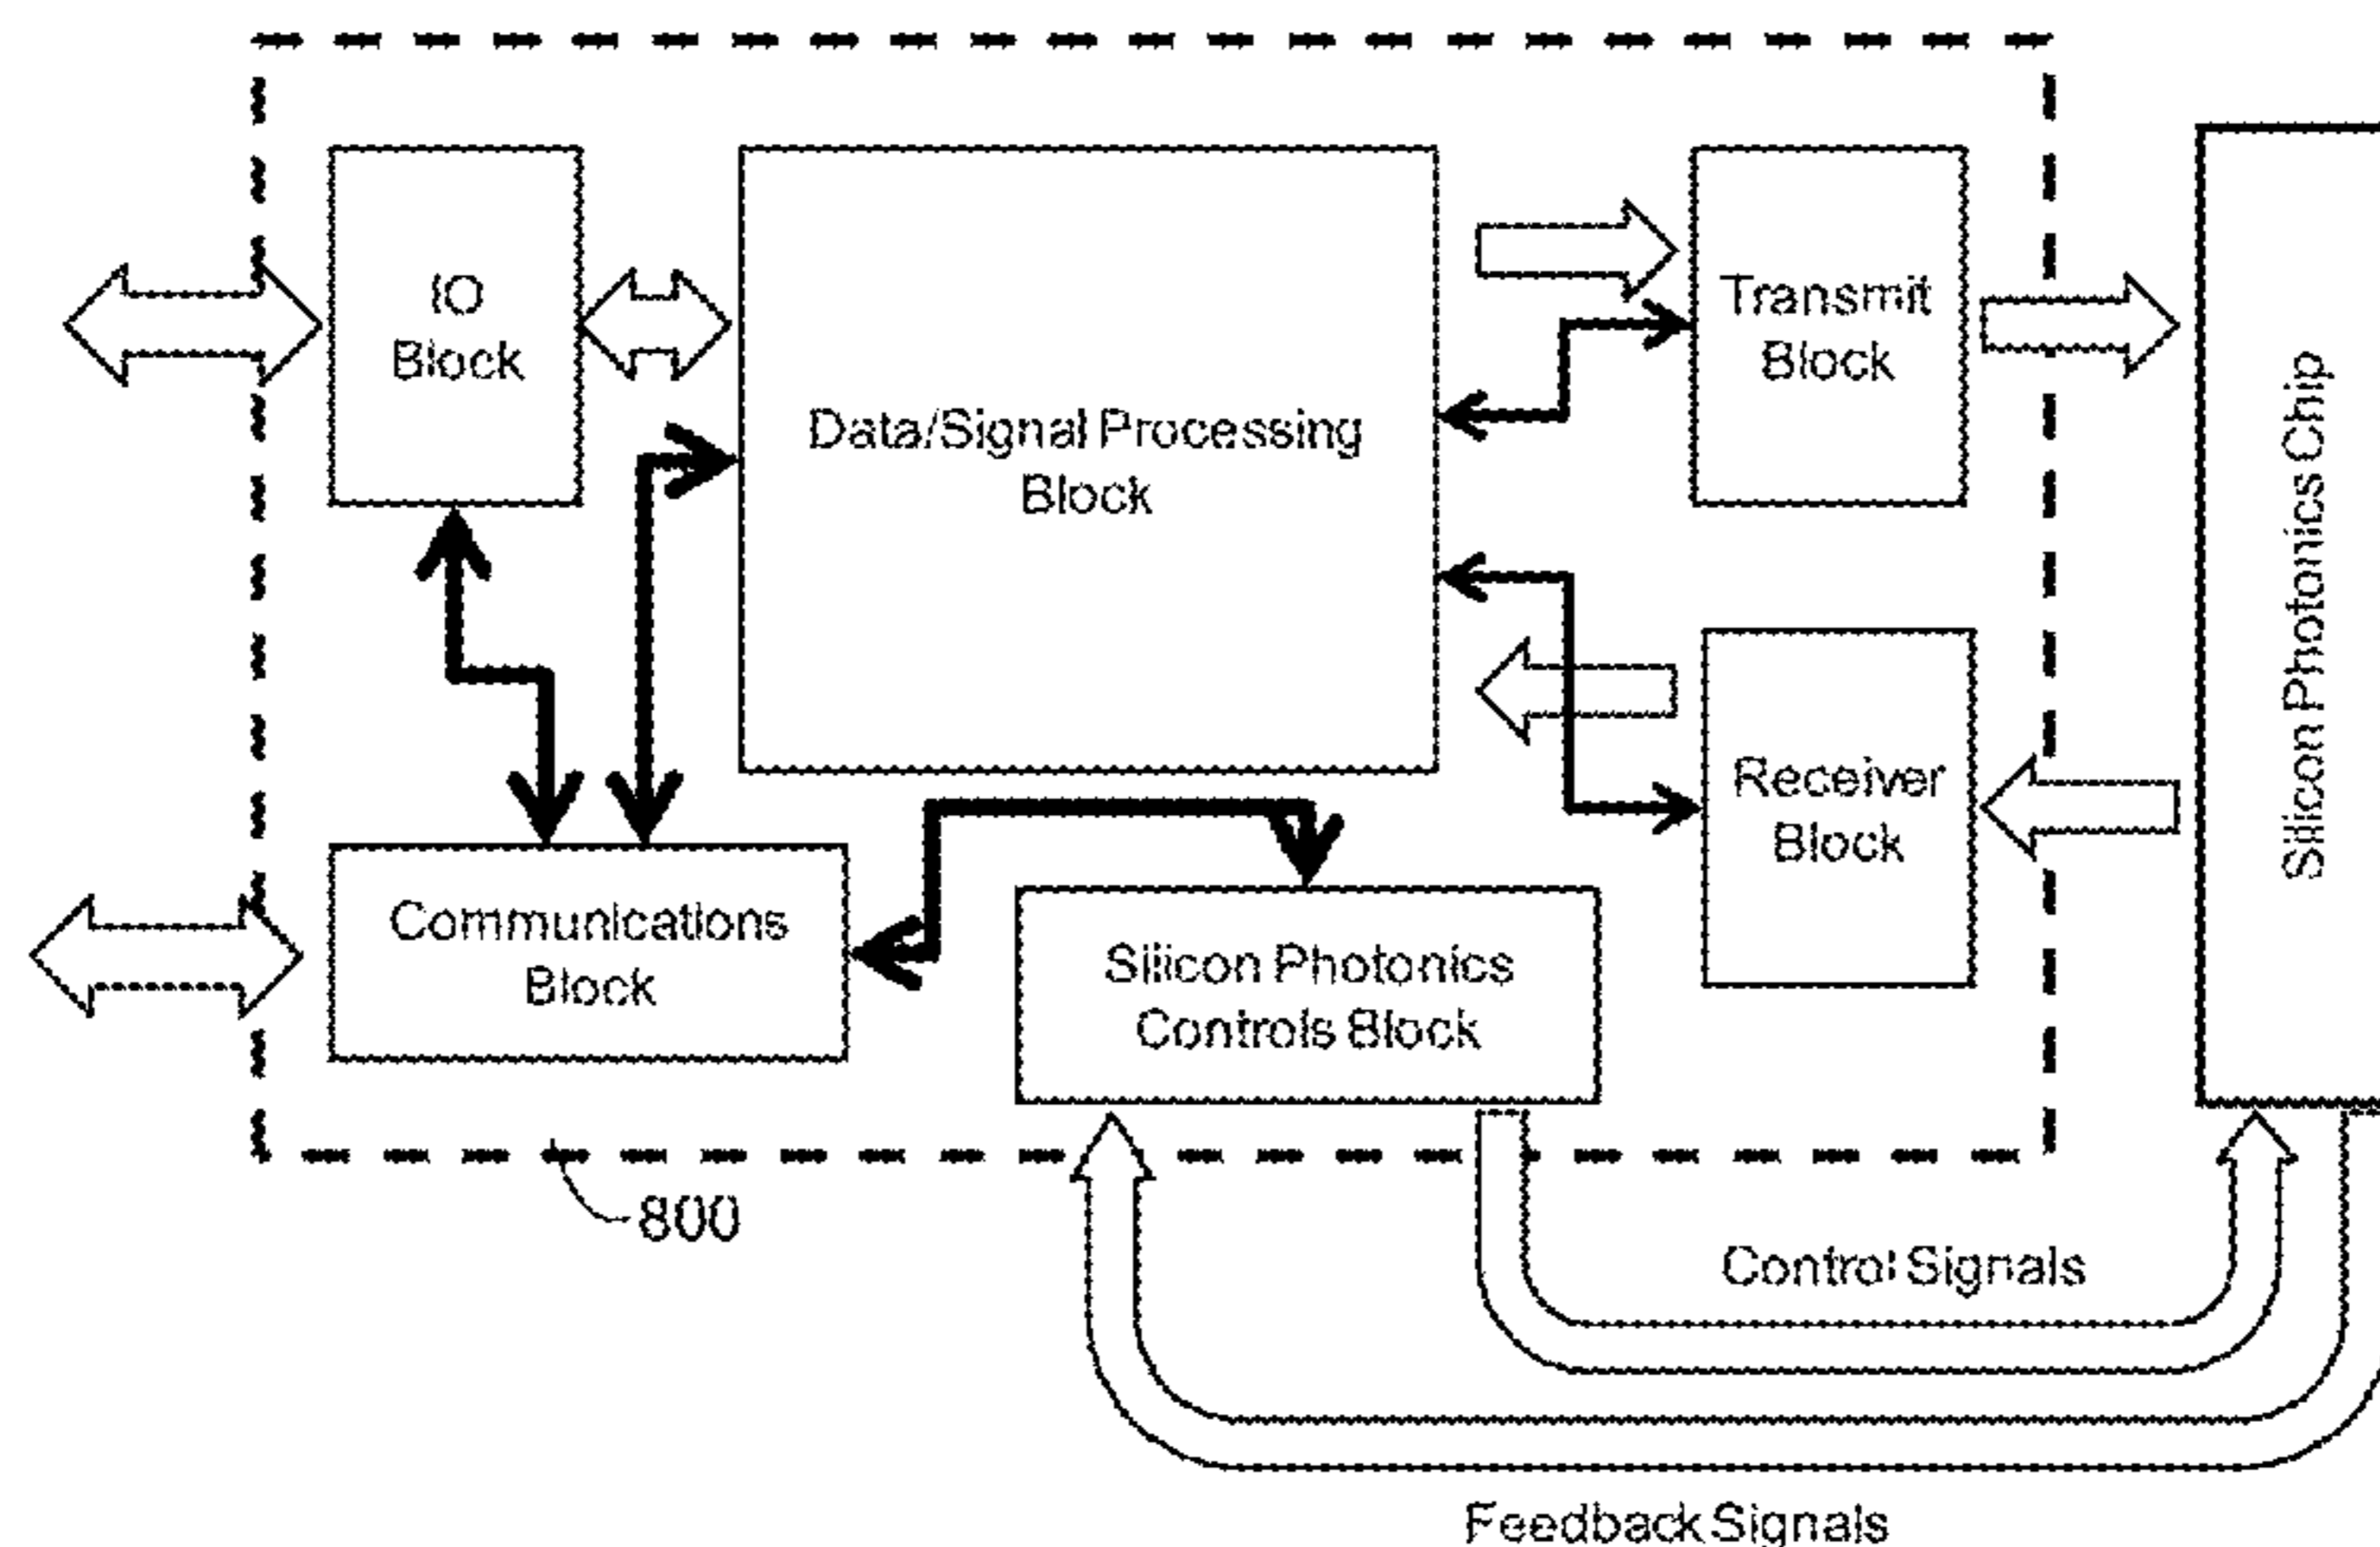 IO
Block
Data/Signal Processing
Block
Transmit
Block
Silicon Photonics Chip
Receiver
Block
Communications
Block
Silicon Photonics
Controls Block
800
Control Signals
Feedback Signals